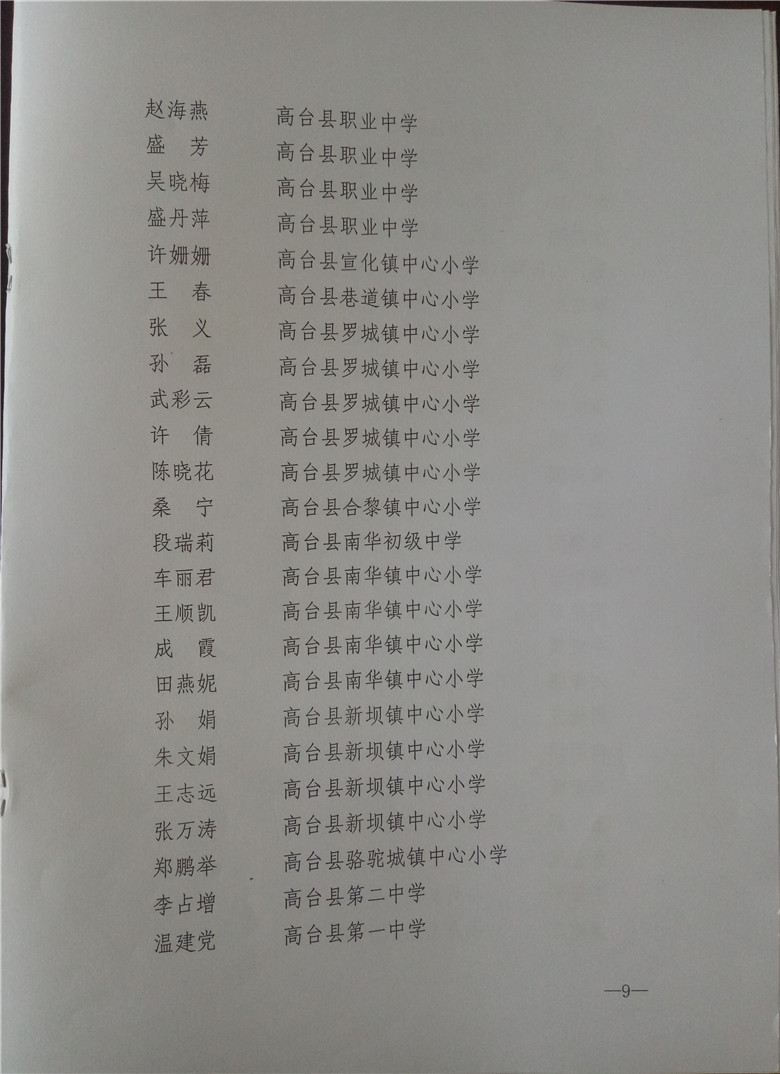 赵海燕 高台县职业中学
盛 芳 高台县职业中学
吴晓梅 高台县职业中学
盛丹萍 高台县职业中学
许姗姗 高台县宣化镇中心小学
王 春 高台县巷道镇中心小学
张 义 高台县罗城镇中心小学
孙 磊 高台县罗城镇中心小学
武彩云 高台县罗城镇中心小学
许 倩 高台县罗城镇中心小学
陈晓花 高台县罗城镇中心小学
桑 宁 高台县合黎镇中心小学
段瑞莉 高台县南华初级中学
车丽君 高台县南华镇中心小学
王顺凯 高台县南华镇中心小学
成 霞 高台县南华镇中心小学
田燕妮 高台县南华镇中心小学
孙 娟 高台县新坝镇中心小学
朱文娟 高台县新坝镇中心小学
王志远 高台县新坝镇中心小学
张万涛 高台县新坝镇中心小学
郑鹏举 高台县骆驼城镇中心小学
李占增 高台县第二中学
温建党 高台县第一中学
—9—